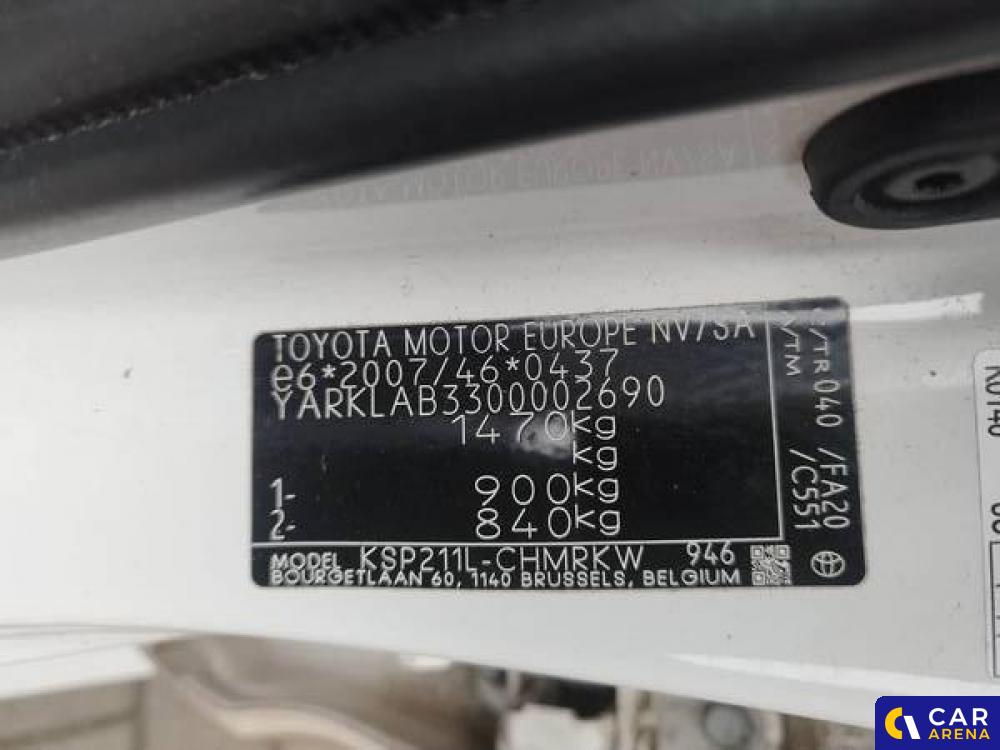 TOYOTA MOTOR EUROPE NV/SA
e6*2007/46*0437
YARKLAB3300002690
1470kg
kg
1- 900kg
2- 840kg
C/TR 040 /FA20
A/TM /C551
MODEL KSP211L-CHMRKW 946
BOURGETLAAN 60, 1140 BRUSSELS, BELGIUM
CAR
ARENA